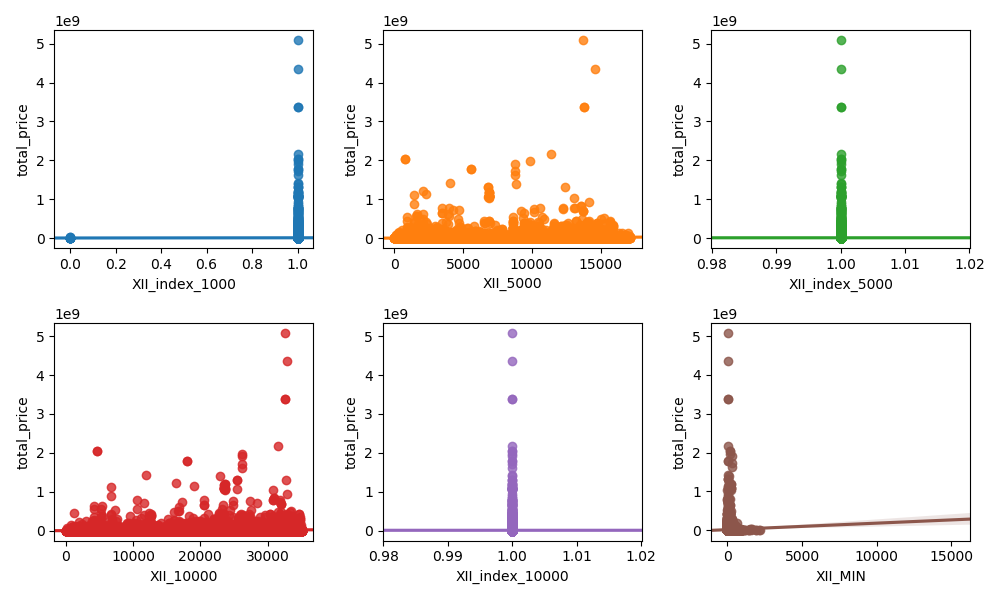 1e9
total_price
5
4
3
2
1
0
0.0 0.2 0.4 0.6 0.8 1.0
XII_index_1000
1e9
total_price
5
4
3
2
1
0
0 5000 10000 15000
XII_5000
1e9
total_price
5
4
3
2
1
0
0.98 0.99 1.00 1.01 1.02
XII_index_5000
1e9
total_price
5
4
3
2
1
0
0 10000 20000 30000
XII_10000
1e9
total_price
5
4
3
2
1
0
0.98 0.99 1.00 1.01 1.02
XII_index_10000
1e9
total_price
5
4
3
2
1
0
0 5000 10000 15000
XII_MIN